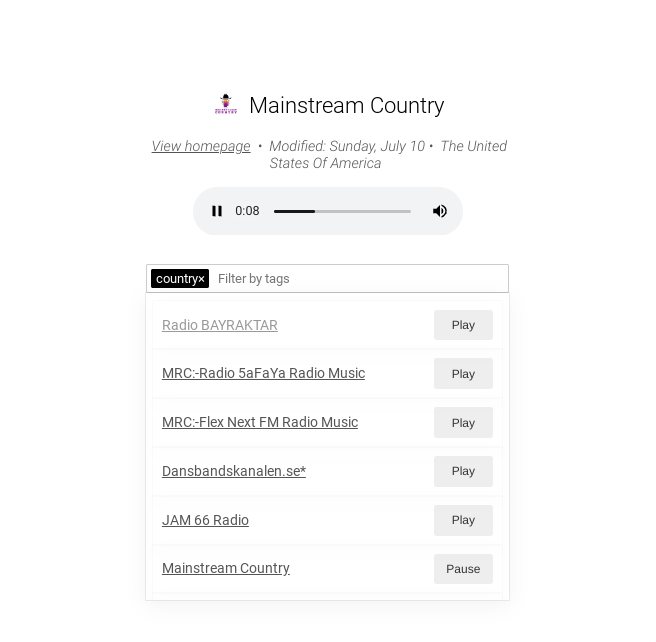 Mainstream Country
View homepage • Modified: Sunday, July 10 • The United
States Of America
0:08
country× Filter by tags
Radio BAYRAKTAR Play
MRC:-Radio 5aFaYa Radio Music Play
MRC:-Flex Next FM Radio Music Play
Dansbandskanalen.se* Play
JAM 66 Radio Play
Mainstream Country Pause